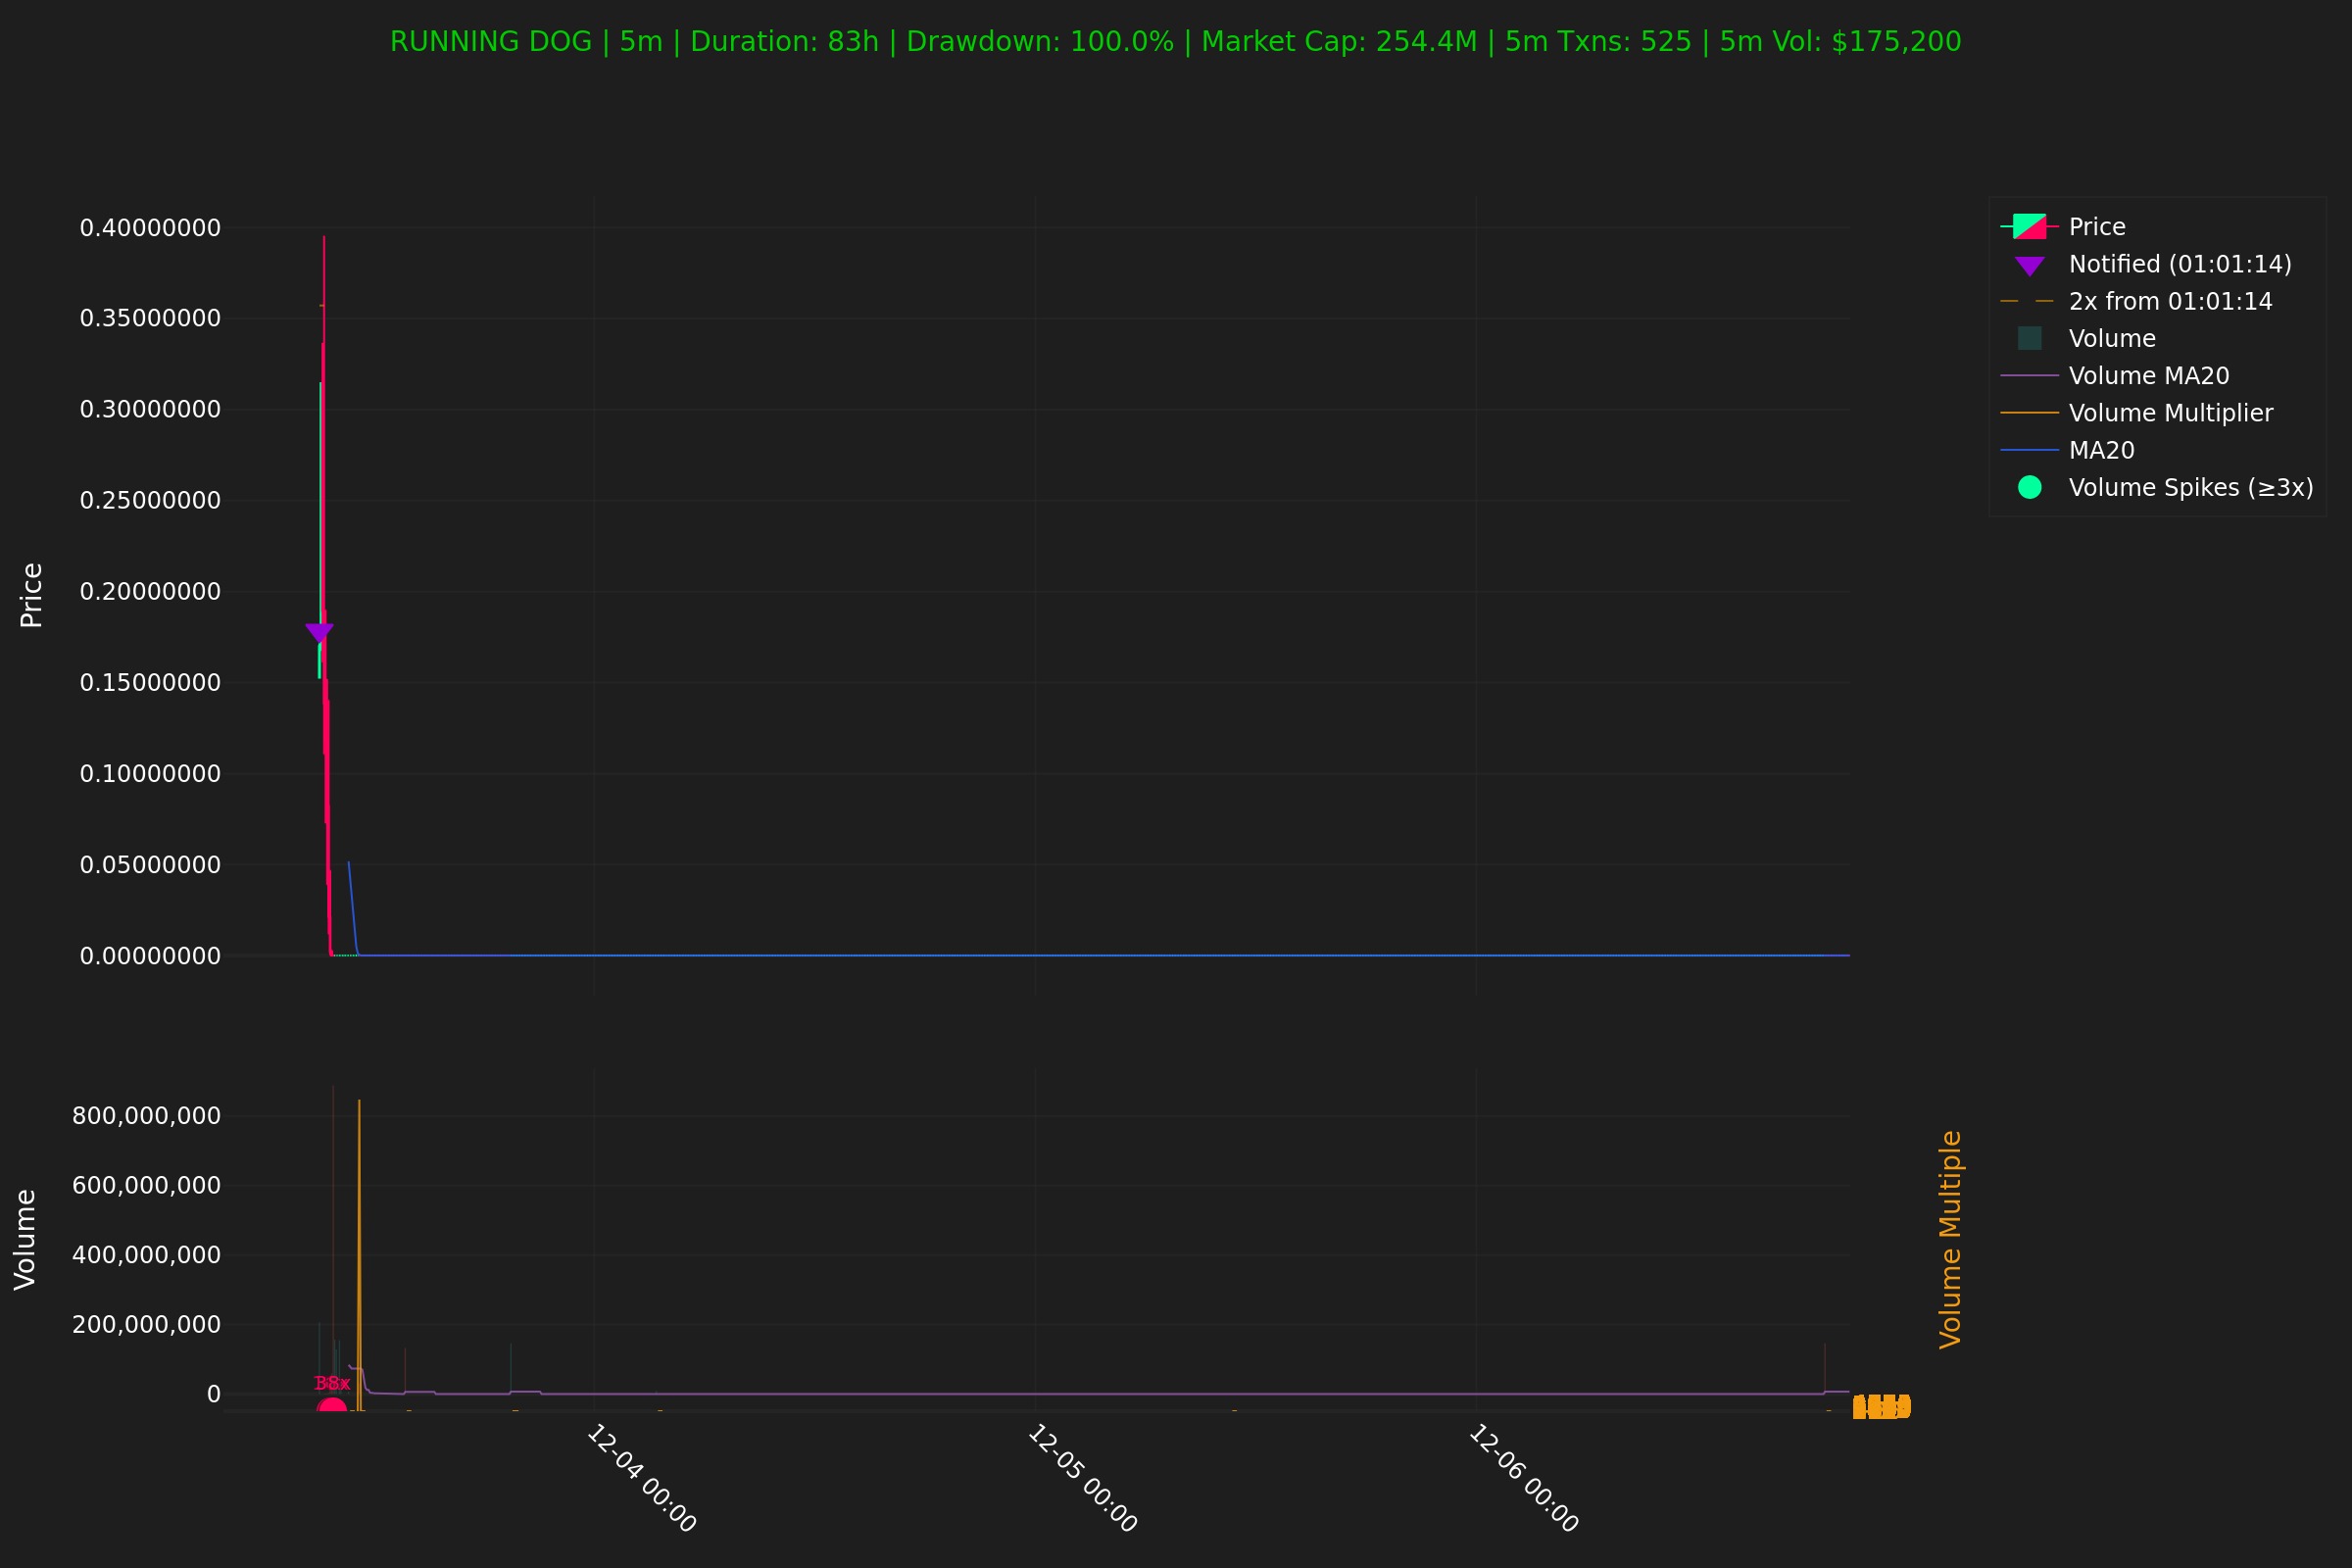 RUNNING DOG | 5m | Duration: 83h | Drawdown: 100.0% | Market Cap: 254.4M | 5m Txns: 525 | 5m Vol: $175,200
Price
0.40000000
0.35000000
0.30000000
0.25000000
0.20000000
0.15000000
0.10000000
0.05000000
0.00000000
Price
Notified (01:01:14)
2x from 01:01:14
Volume
Volume MA20
Volume Multiplier
MA20
Volume Spikes (≥3x)
Volume
800,000,000
600,000,000
400,000,000
200,000,000
0
Volume Multiple
12-04 00:00
12-05 00:00
12-06 00:00